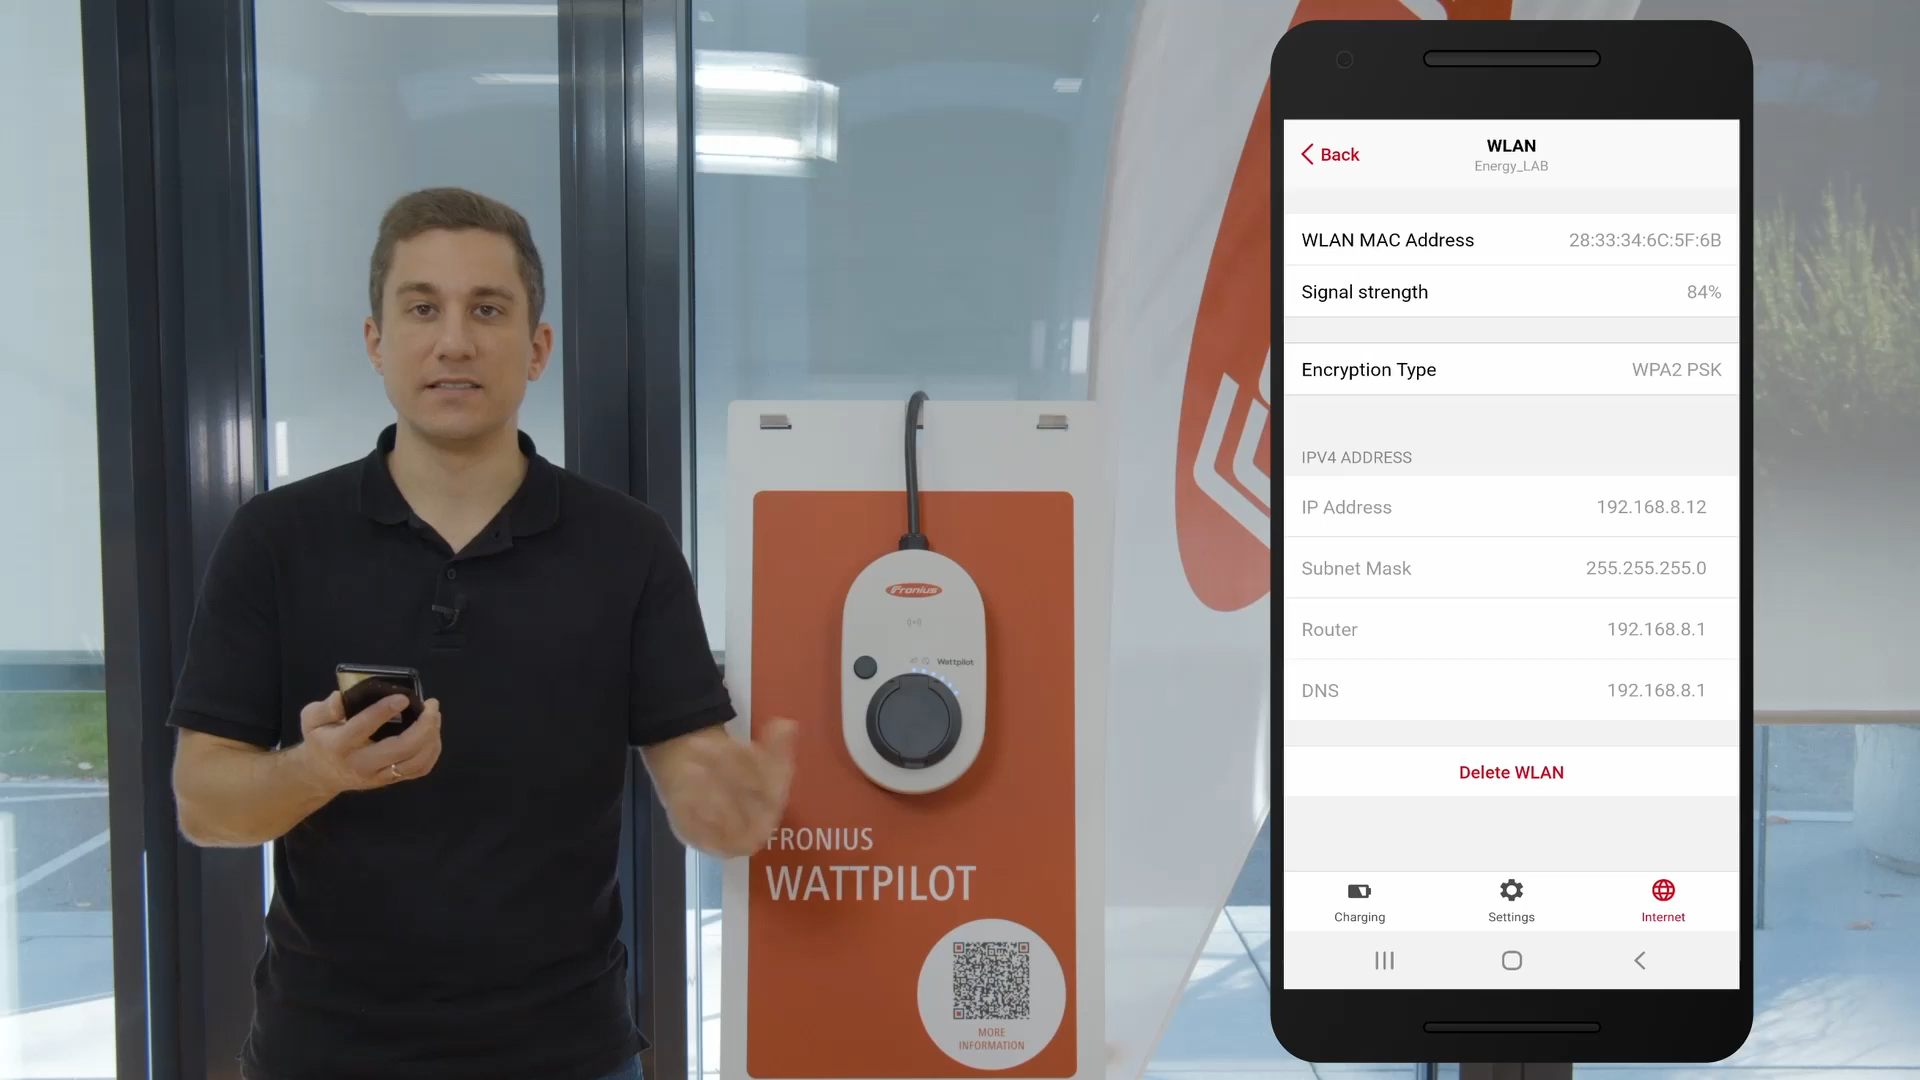 Fronius
Wattpilot
FRONIUS
WATTPILOT
MORE
INFORMATION
Back
WLAN
Energy_LAB
WLAN MAC Address 28:33:34:6C:5F:6B
Signal strength 84%
Encryption Type WPA2 PSK
IPV4 ADDRESS
IP Address 192.168.8.12
Subnet Mask 255.255.255.0
Router 192.168.8.1
DNS 192.168.8.1
Delete WLAN
Charging Settings Internet